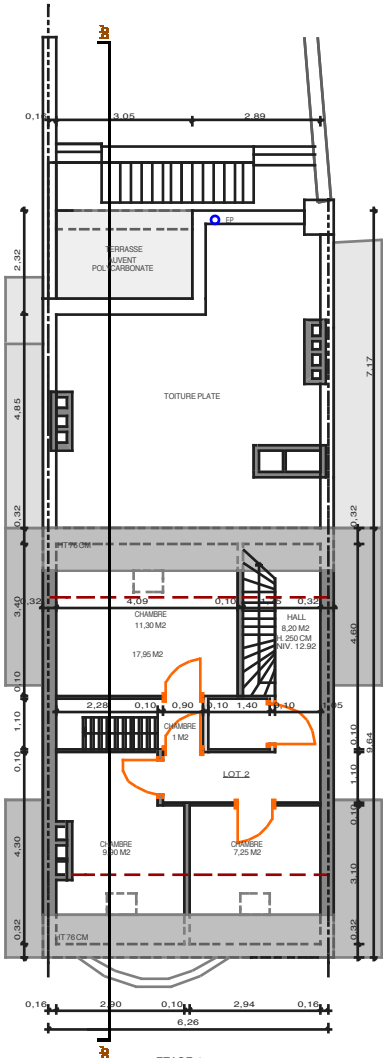 0,16 3,05 2,89
EP
TERRASSE
AUVENT
POLYCARBONATE
2,32
7,17
TOITURE PLATE
4,85
0,32 0,32
HT 76CM
0,32 4,09 0,10 0,32
CHAMBRE
11,30 M2
17,95 M2
HALL
8,20 M2
H. 250 CM
NIV. 12.92
3,40
4,60
0,10
2,28 0,10 0,90 0,10 1,40 0,10 1,05
CHAMBRE
1 M2
1,10
0,10
0,10
9,64
LOT 2
1,10
0,10
CHAMBRE
9,90 M2
CHAMBRE
7,25 M2
4,30
3,10
0,32
HT 76CM
0,32
0,16 2,90 0,10 2,94 0,16
6,26